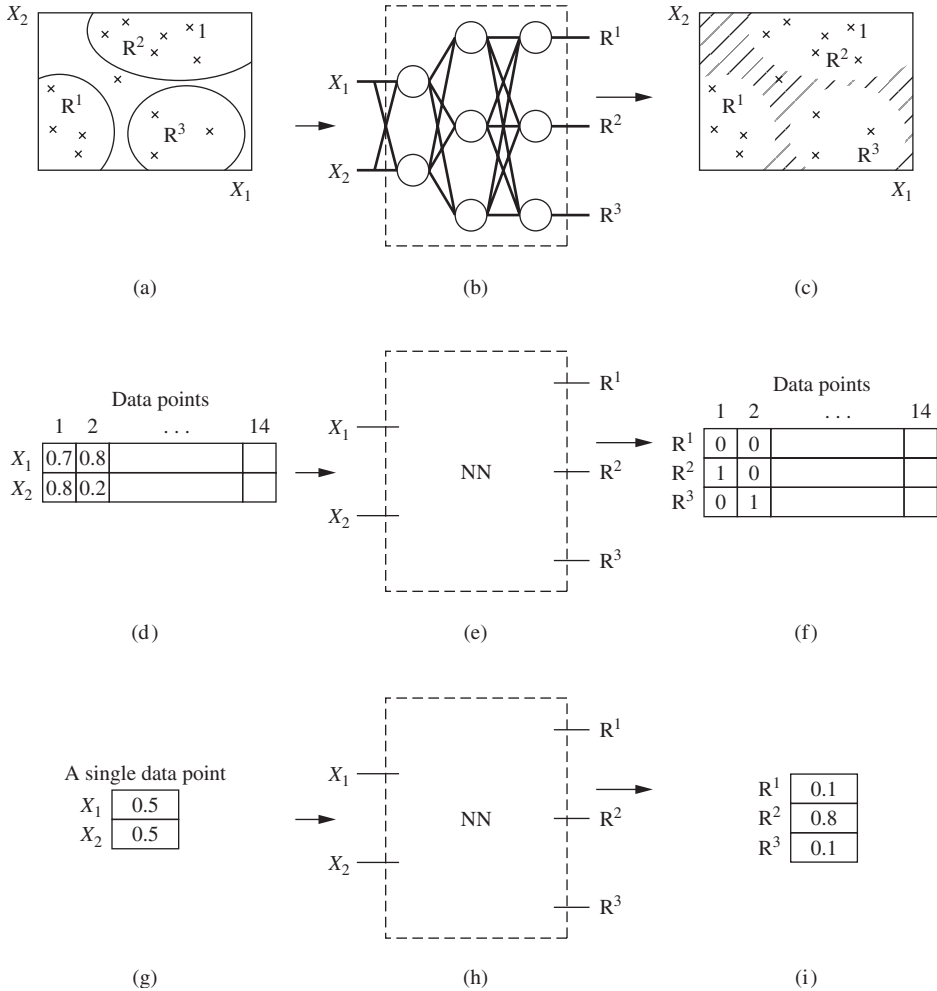 X₂
1
R²
R¹
R³
X₁
(a)
X₁
X₂
R¹
R²
R³
(b)
X₂
1
R²
R¹
R³
X₁
(c)
Data points
1 2 ... 14
X₁ 0.7 0.8
X₂ 0.8 0.2
(d)
X₁
X₂
NN
R¹
R²
R³
(e)
Data points
1 2 ... 14
R¹ 0 0
R² 1 0
R³ 0 1
(f)
A single data point
X₁ 0.5
X₂ 0.5
(g)
X₁
X₂
NN
R¹
R²
R³
(h)
R¹ 0.1
R² 0.8
R³ 0.1
(i)